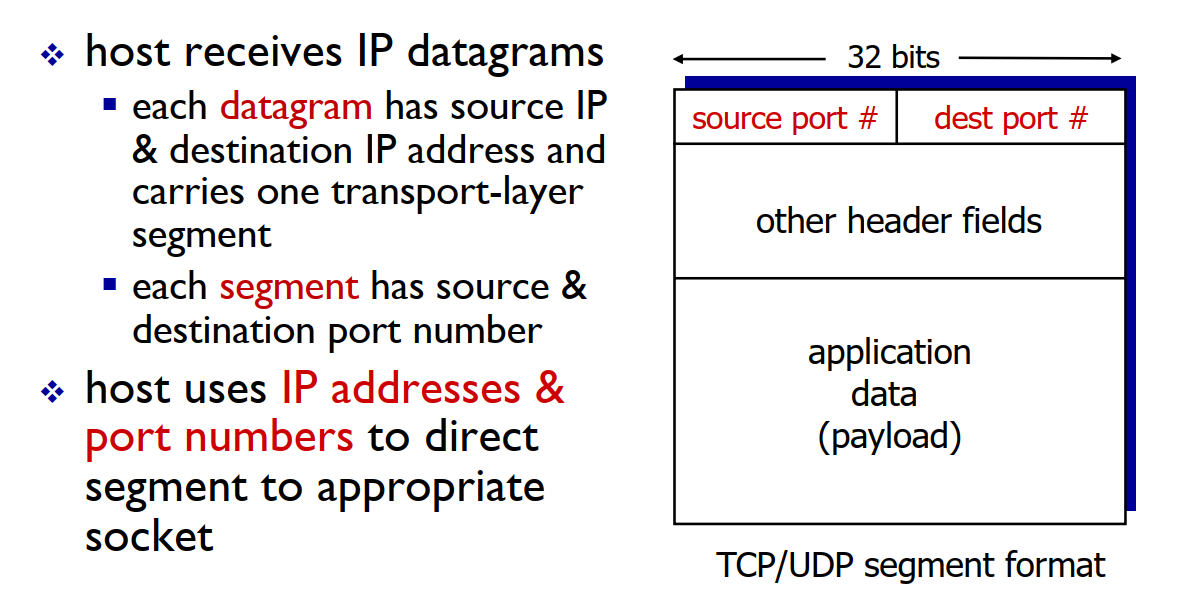 host receives IP datagrams
each datagram has source IP
& destination IP address and
carries one transport-layer
segment
each segment has source &
destination port number
host uses IP addresses &
port numbers to direct
segment to appropriate
socket
32 bits
source port #
dest port #
other header fields
application
data
(payload)
TCP/UDP segment format